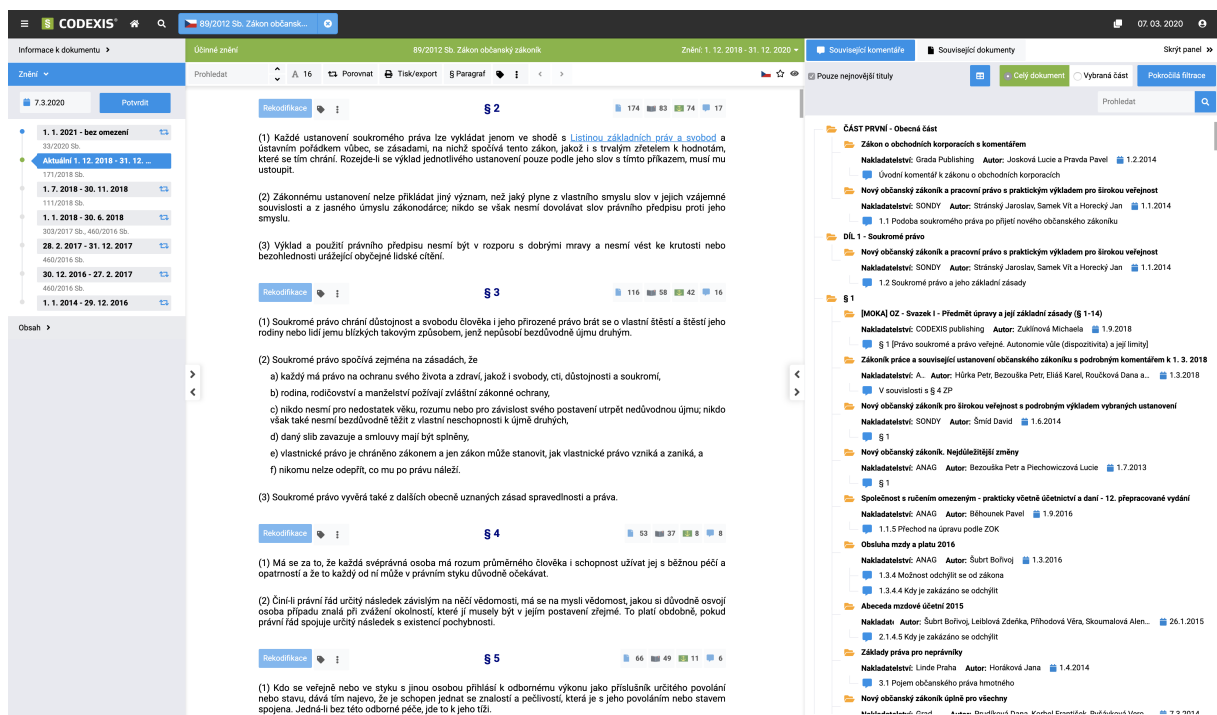 CODEXIS®
89/2012 Sb. Zákon občansk...
07. 03. 2020
Informace k dokumentu
Znění
7.3.2020
Potvrdit
1. 1. 2021 - bez omezení
33/2020 Sb.
Aktuální 1. 12. 2018 - 31. 12. ...
171/2018 Sb.
1. 7. 2018 - 30. 11. 2018
111/2018 Sb.
1. 1. 2018 - 30. 6. 2018
303/2017 Sb., 460/2016 Sb.
28. 2. 2017 - 31. 12. 2017
460/2016 Sb.
30. 12. 2016 - 27. 2. 2017
460/2016 Sb.
1. 1. 2014 - 29. 12. 2016
Obsah
Účinné znění
89/2012 Sb. Zákon občanský zákoník
Znění: 1. 12. 2018 - 31. 12. 2020
Prohledat
A 16
Porovnat
Tisk/export
§ Paragraf
Rekodifikace
§ 2
174 83 74 17
(1) Každé ustanovení soukromého práva lze vykládat jenom ve shodě s Listinou základních práv a svobod a
ústavním pořádkem vůbec, se zásadami, na nichž spočívá tento zákon, jakož i s trvalým zřetelem k hodnotám,
které se tím chrání. Rozejde-li se výklad jednotlivého ustanovení pouze podle jeho slov s tímto příkazem, musí mu
ustoupit.
(2) Zákonnému ustanovení nelze přikládat jiný význam, než jaký plyne z vlastního smyslu slov v jejich vzájemné
souvislosti a z jasného úmyslu zákonodárce; nikdo se však nesmí dovolávat slov právního předpisu proti jeho
smyslu.
(3) Výklad a použití právního předpisu nesmí být v rozporu s dobrými mravy a nesmí vést ke krutosti nebo
bezohlednosti urážející obyčejné lidské cítění.
Rekodifikace
§ 3
116 58 42 16
(1) Soukromé právo chrání důstojnost a svobodu člověka i jeho přirozené právo brát se o vlastní štěstí a štěstí jeho
rodiny nebo lidí jemu blízkých takovým způsobem, jenž nepůsobí bezdůvodně újmu druhým.
(2) Soukromé právo spočívá zejména na zásadách, že
a) každý má právo na ochranu svého života a zdraví, jakož i svobody, cti, důstojnosti a soukromí,
b) rodina, rodičovství a manželství požívají zvláštní zákonné ochrany,
c) nikdo nesmí pro nedostatek věku, rozumu nebo pro závislost svého postavení utrpět nedůvodnou újmu; nikdo
však také nesmí bezdůvodně těžit z vlastní neschopnosti k újmě druhých,
d) daný slib zavazuje a smlouvy mají být splněny,
e) vlastnické právo je chráněno zákonem a jen zákon může stanovit, jak vlastnické právo vzniká a zaniká, a
f) nikomu nelze odepřít, co mu po právu náleží.
(3) Soukromé právo vyvěrá také z dalších obecně uznaných zásad spravedlnosti a práva.
Rekodifikace
§ 4
53 37 8 8
(1) Má se za to, že každá svéprávná osoba má rozum průměrného člověka i schopnost užívat jej s běžnou péčí a
opatrností a že to každý od ní může v právním styku důvodně očekávat.
(2) Činí-li právní řád určitý následek závislým na něčí vědomosti, má se na mysli vědomost, jakou si důvodně osvojí
osoba případu znalá při zvážení okolností, které jí musely být v jejím postavení zřejmé. To platí obdobně, pokud
právní řád spojuje určitý následek s existencí pochybnosti.
Rekodifikace
§ 5
66 49 11 6
(1) Kdo se veřejně nebo ve styku s jinou osobou přihlásí k odbornému výkonu jako příslušník určitého povolání
nebo stavu, dává tím najevo, že je schopen jednat se znalostí a pečlivostí, která je s jeho povoláním nebo stavem
spojena. Jedná-li bez této odborné péče, jde to k jeho tíži.
Související komentáře
Související dokumenty
Skrýt panel
Pouze nejnovější tituly
Celý dokument
Vybraná část
Pokročilá filtrace
Prohledat
ČÁST PRVNÍ - Obecná část
Zákon o obchodních korporacích s komentářem
Nakladatelství: Grada Publishing Autor: Josková Lucie a Pravda Pavel 1.2.2014
Úvodní komentář k zákonu o obchodních korporacích
Nový občanský zákoník a pracovní právo s praktickým výkladem pro širokou veřejnost
Nakladatelství: SONDY Autor: Stránský Jaroslav, Samek Vít a Horecký Jan 1.1.2014
1.1 Podoba soukromého práva po přijetí nového občanského zákoníku
DÍL 1 - Soukromé právo
Nový občanský zákoník a pracovní právo s praktickým výkladem pro širokou veřejnost
Nakladatelství: SONDY Autor: Stránský Jaroslav, Samek Vít a Horecký Jan 1.1.2014
1.2 Soukromé právo a jeho základní zásady
§ 1
[MOKA] OZ - Svazek I - Předmět úpravy a její základní zásady (§ 1-14)
Nakladatelství: CODEXIS publishing Autor: Zuklínová Michaela 1.9.2018
§ 1 [Právo soukromé a právo veřejné. Autonomie vůle (dispozitivita) a její limity]
Zákoník práce a související ustanovení občanského zákoníku s podrobným komentářem k 1. 3. 2018
Nakladatelství: A.. Autor: Hůrka Petr, Bezouška Petr, Eliáš Karel, Roučková Dana a... 1.3.2018
V souvislosti s § 4 ZP
Nový občanský zákoník pro širokou veřejnost s podrobným výkladem vybraných ustanovení
Nakladatelství: SONDY Autor: Šmíd David 1.6.2014
§ 1
Nový občanský zákoník. Nejdůležitější změny
Nakladatelství: ANAG Autor: Bezouška Petr a Piechowiczová Lucie 1.7.2013
§ 1
Společnost s ručením omezeným - prakticky včetně účetnictví a daní - 12. přepracované vydání
Nakladatelství: ANAG Autor: Běhounek Pavel 1.9.2016
1.1.5 Přechod na úpravu podle ZOK
Obsluha mzdy a platu 2016
Nakladatelství: ANAG Autor: Šubrt Bořivoj 1.3.2016
1.3.4 Možnost odchýlit se od zákona
1.3.4.4 Kdy je zakázáno se odchýlit
Abeceda mzdové účetní 2015
Nakladatı Autor: Šubrt Bořivoj, Leiblová Zdeňka, Příhodová Věra, Skoumalová Alen... 26.1.2015
2.1.4.5 Kdy je zakázáno se odchýlit
Základy práva pro neprávníky
Nakladatelství: Linde Praha Autor: Horáková Jana 1.4.2014
3.1 Pojem občanského práva hmotného
Nový občanský zákoník úplně pro všechny